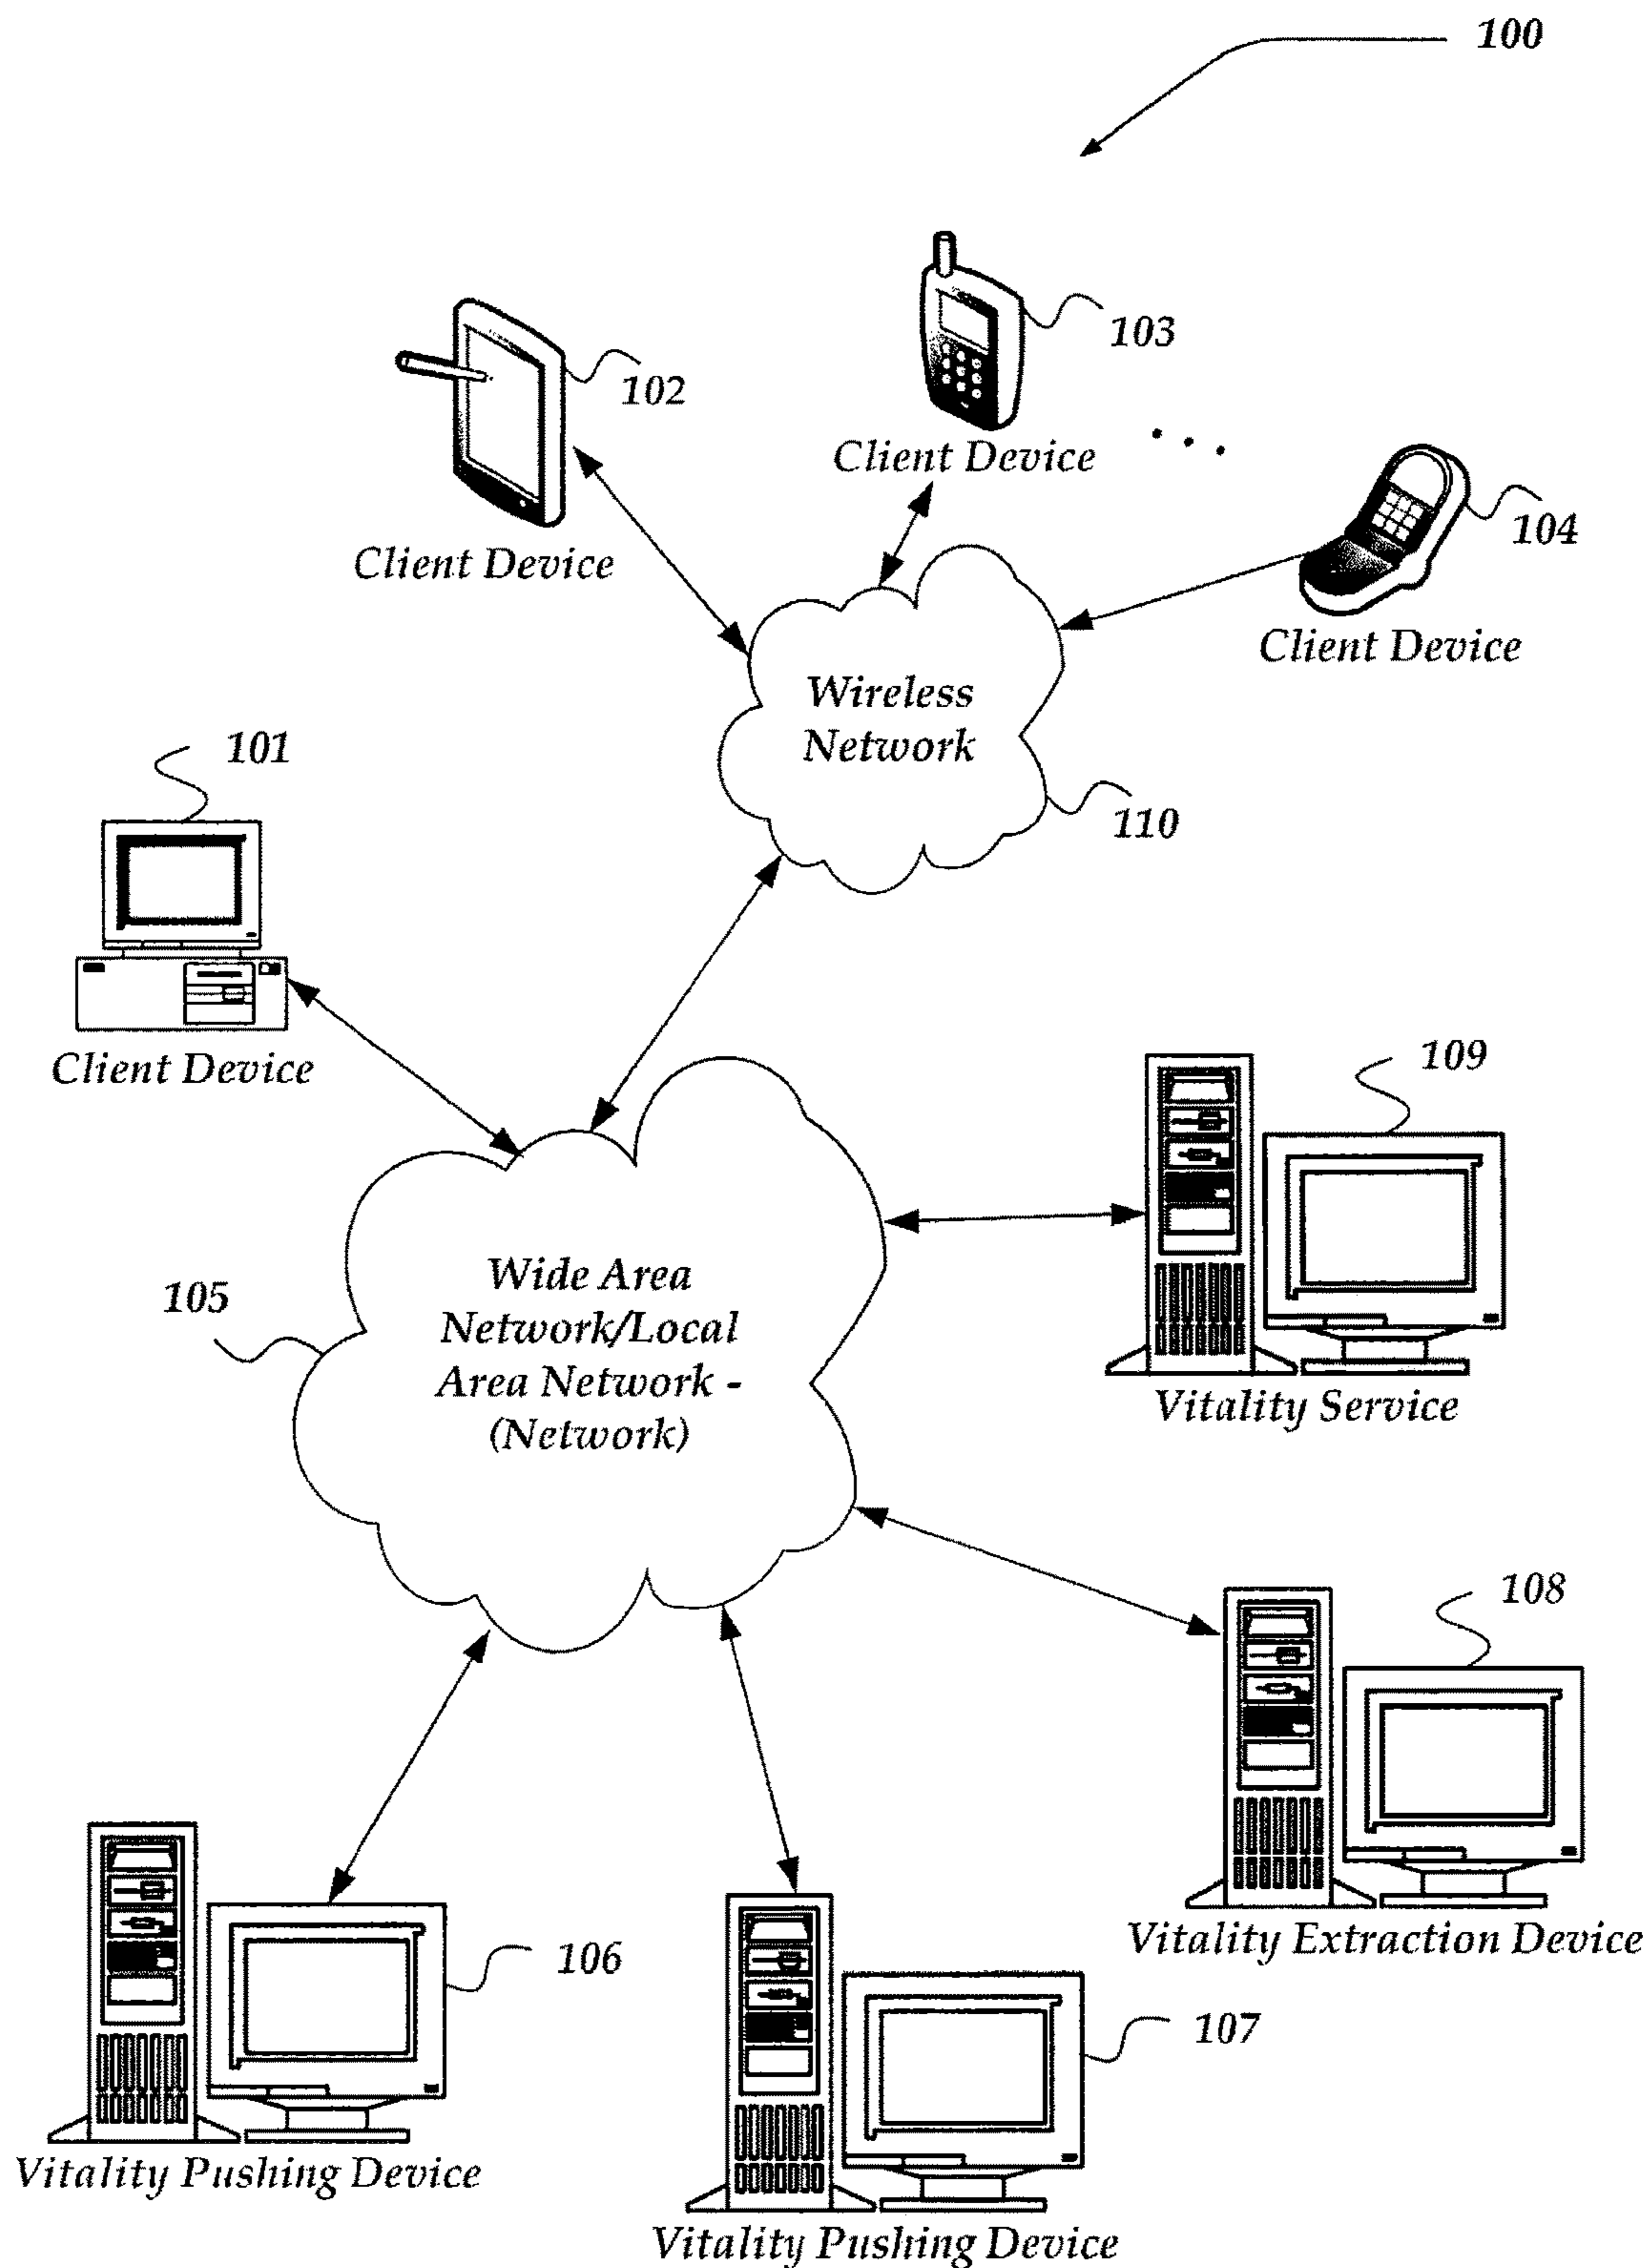 100
103
102
Client Device
104
Client Device
Client Device
Wireless
Network
101
110
Client Device
109
Wide Area
Network/Local
Area Network -
(Network)
105
Vitality Service
108
Vitality Extraction Device
106
107
Vitality Pushing Device
Vitality Pushing Device